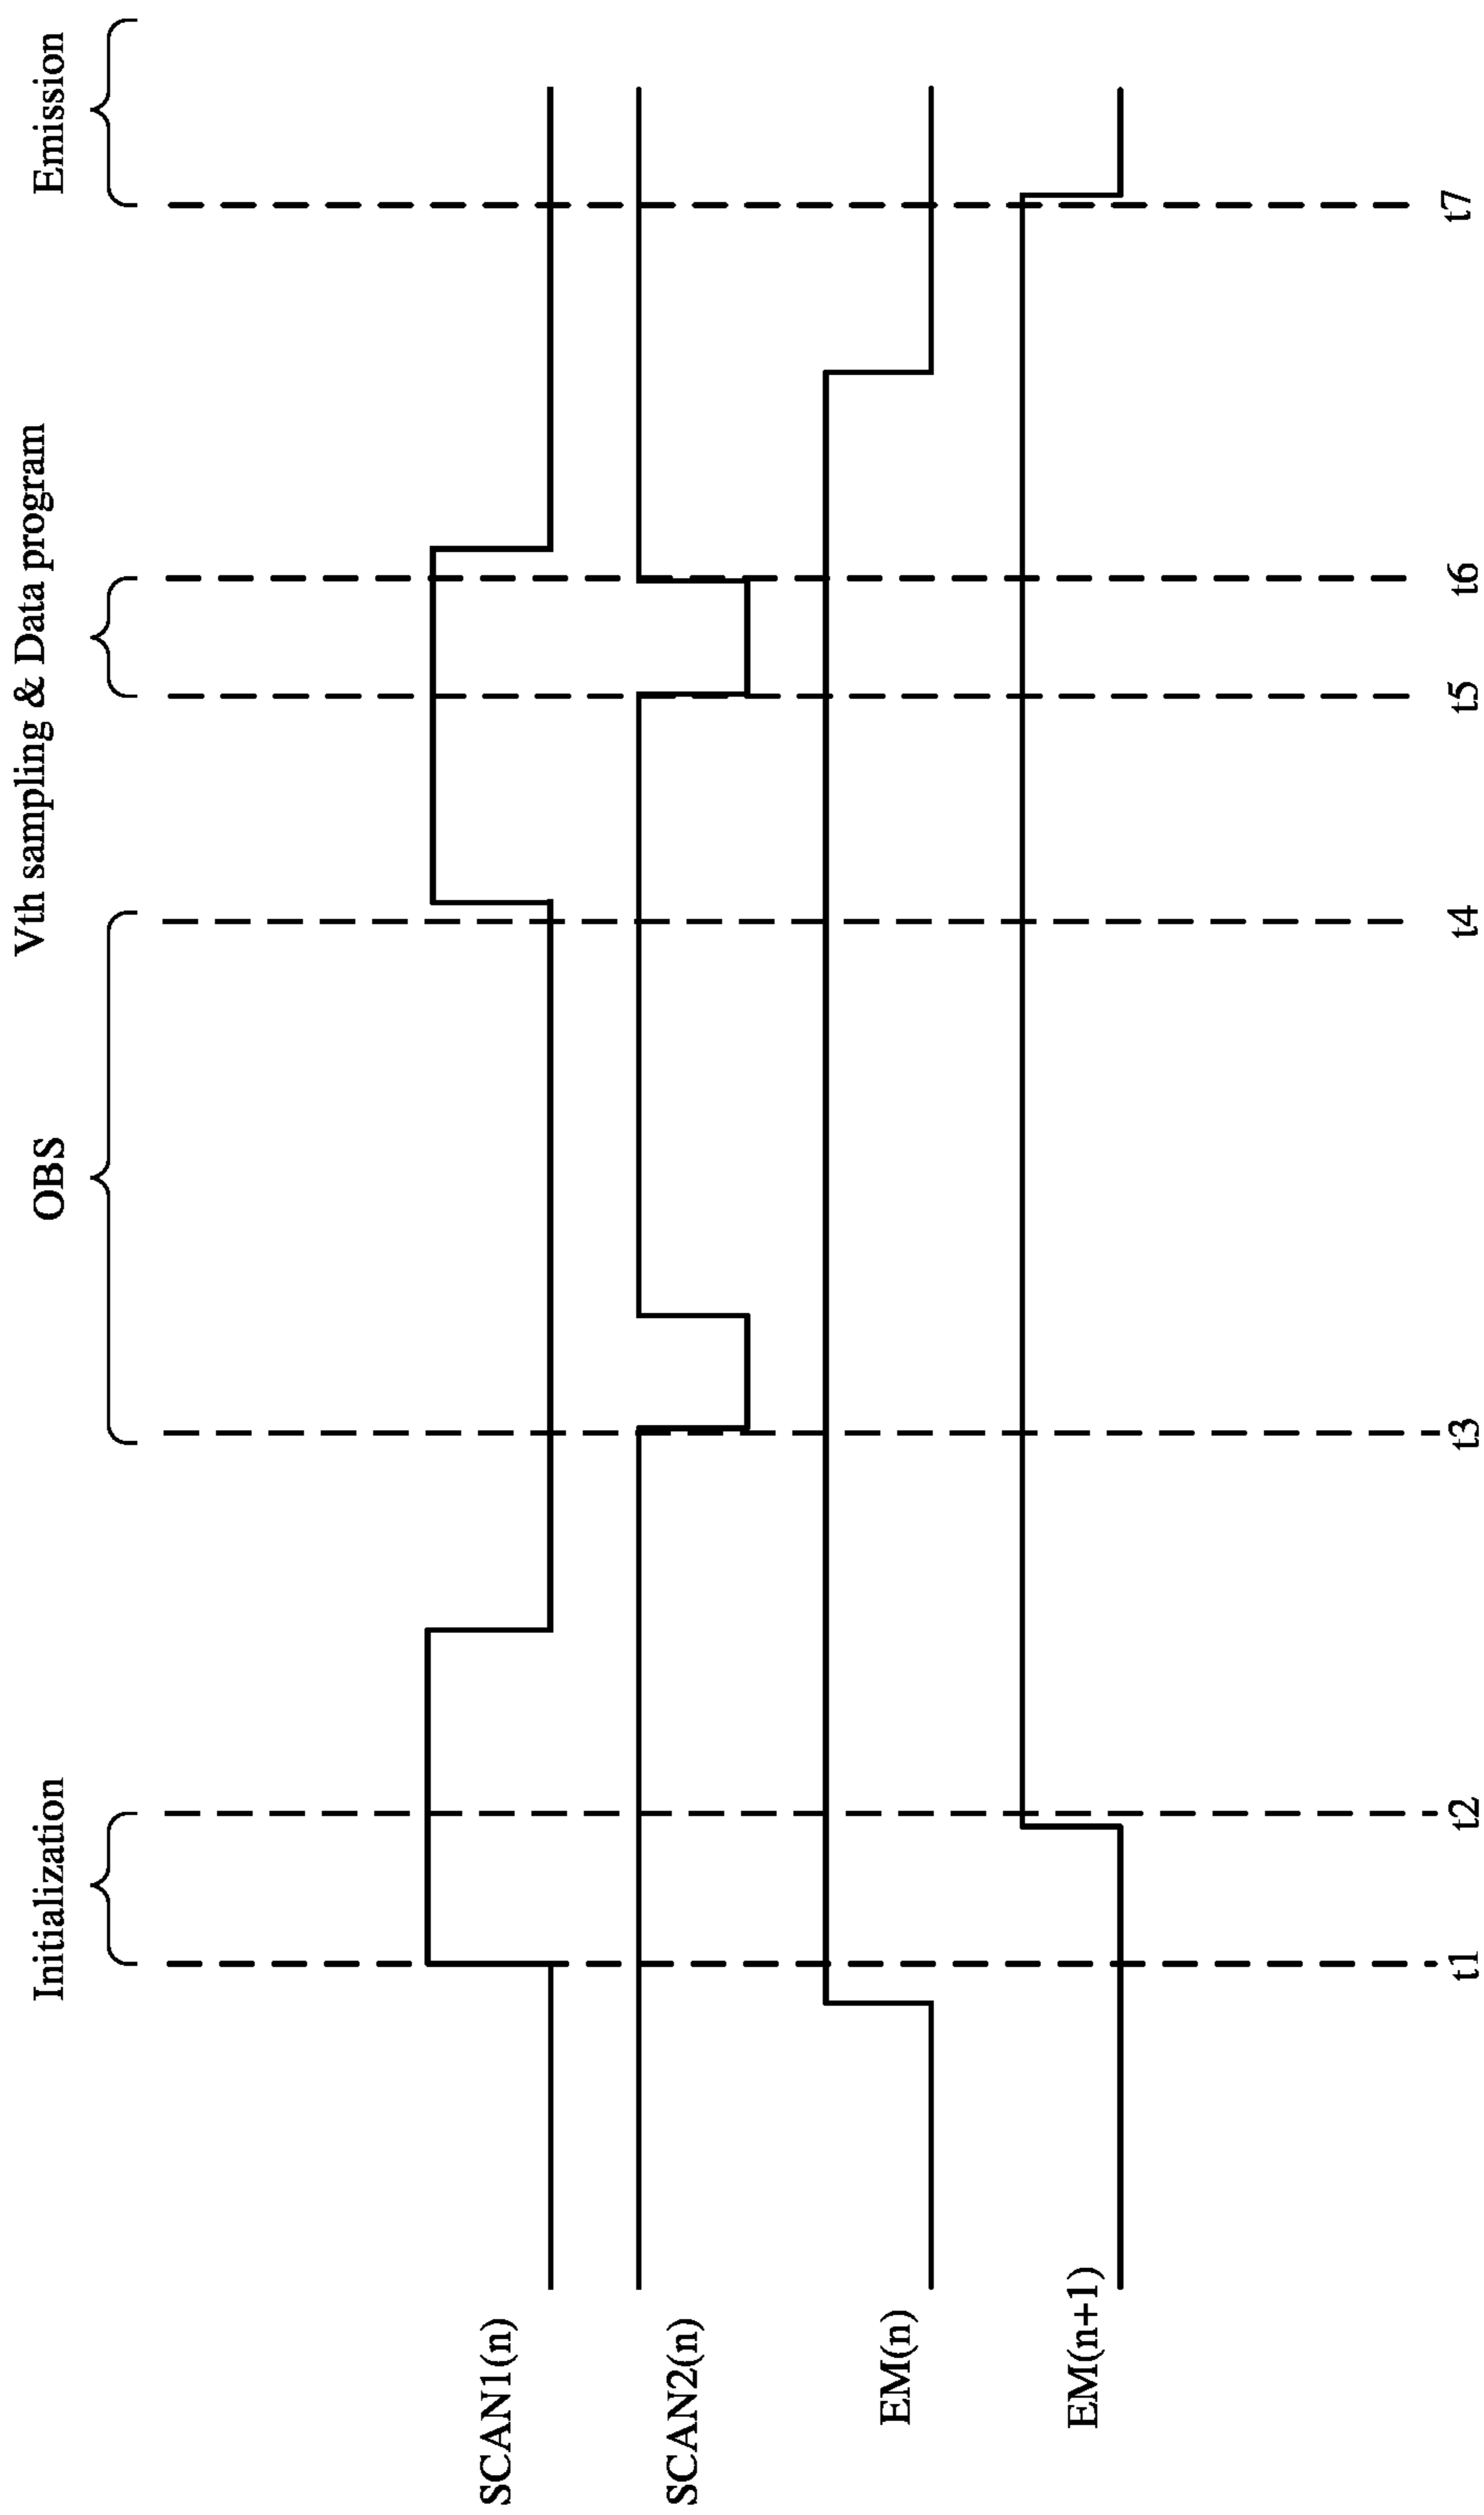 Initialization
OBS
Vth sampling & Data program
Emission
SCAN1(n)
SCAN2(n)
EM(n)
EM(n+1)
t1
t2
t3
t4
t5
t6
t7